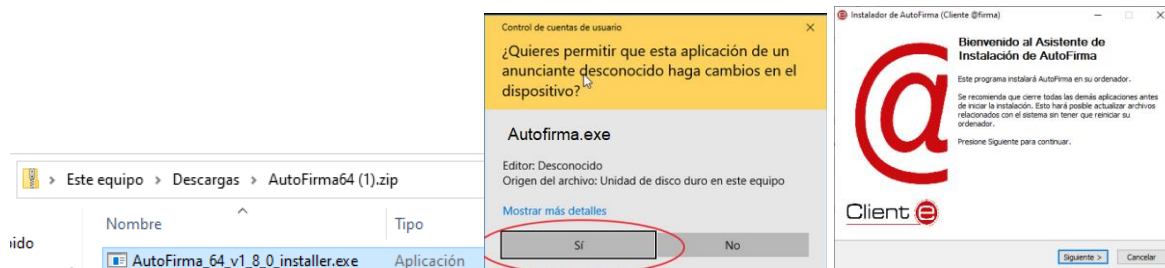 Este equipo > Descargas > AutoFirma64 (1).zip
Nombre
Tipo
AutoFirma_64_v1_8_0_installer.exe
Aplicación
Control de cuentas de usuario
¿Quieres permitir que esta aplicación de un
anunciante desconocido haga cambios en el
dispositivo?
Autofirma.exe
Editor: Desconocido
Origen del archivo: Unidad de disco duro en este equipo
Mostrar más detalles
Sí
No
Instalador de AutoFirma (Cliente @firma)
Bienvenido al Asistente de
Instalación de AutoFirma
Este programa instalará AutoFirma en su ordenador.
Se recomienda que cierre todas las demás aplicaciones antes
de iniciar la instalación. Esto hará posible actualizar archivos
relacionados con el sistema sin tener que reiniciar su
ordenador.
Presione Siguiente para continuar.
@
Client e
Siguiente >
Cancelar